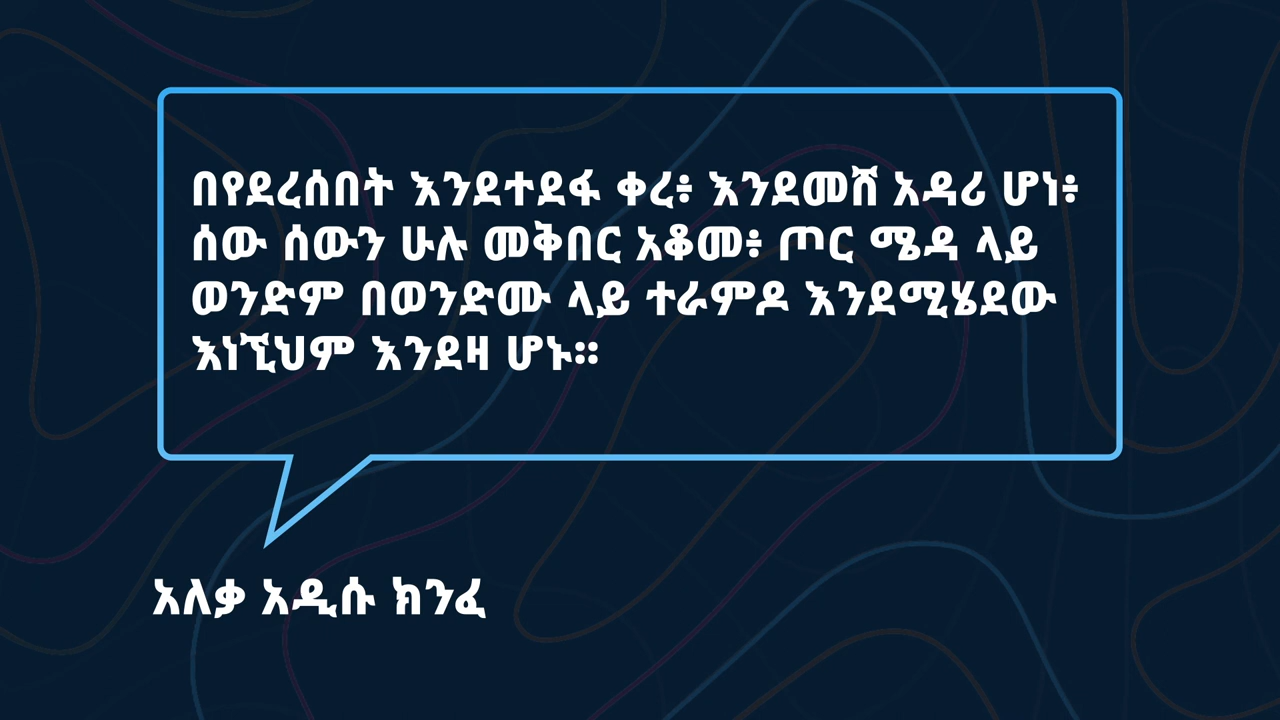 በየደረሰበት እንደተደፋ ቀረ፥ እንደመሸ አዳሪ ሆነ፥
ሰው ሰውን ሁሉ መቅበር አቆመ፥ ጦር ሜዳ ላይ
ወንድም በወንድሙ ላይ ተራምዶ እንደሚሄደው
እነኚህም እንደዛ ሆኑ።
አለቃ አዲሱ ክንፈ